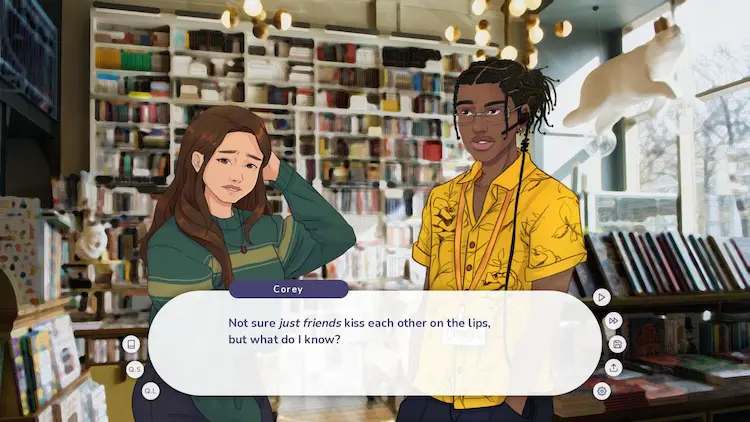 Corey
Not sure just friends kiss each other on the lips,
but what do I know?
Q.S
Q.L